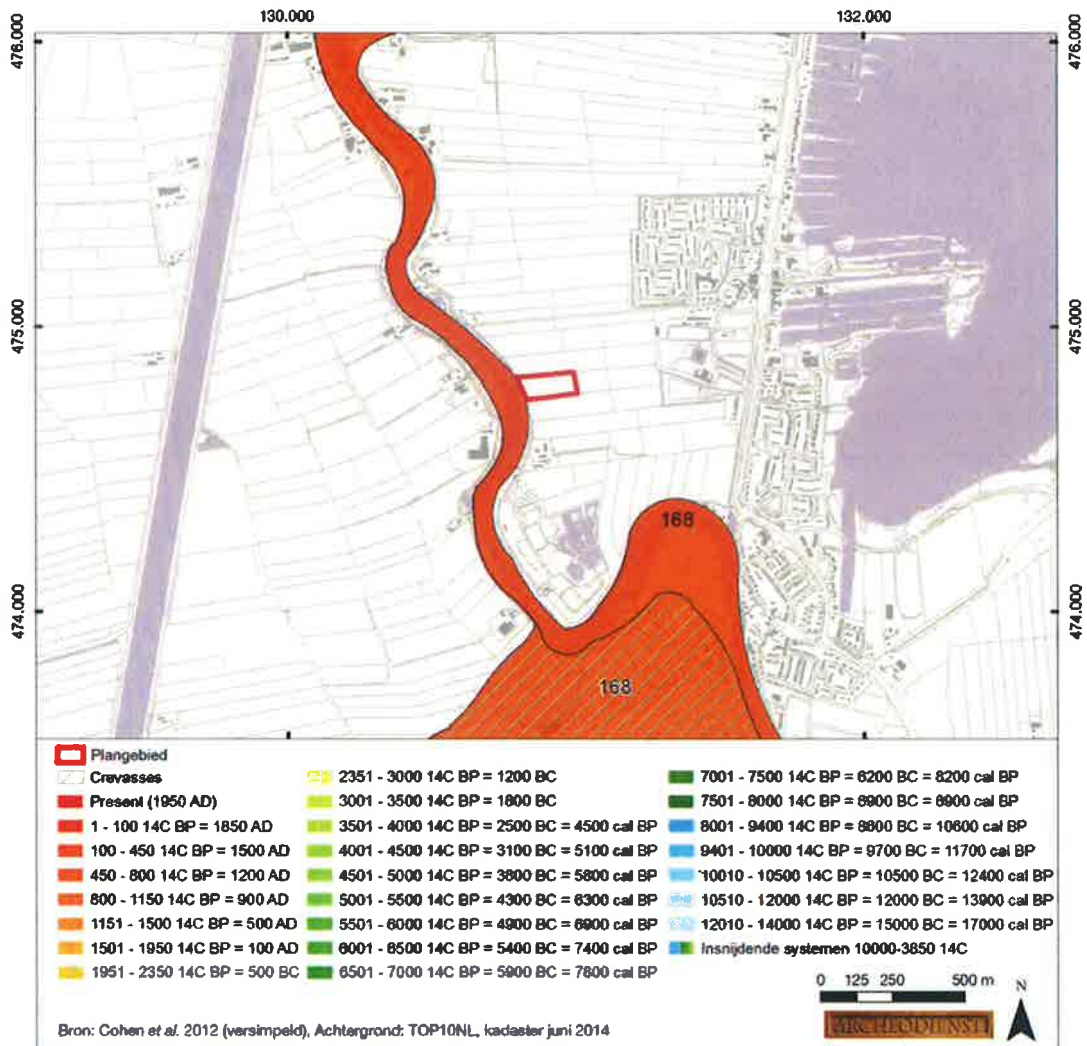 130.000
132.000
476.000
476.000
475.000
475.000
474.000
474.000
168
168
Plangebied
Crevasses
Present (1950 AD)
1 - 100 14C BP = 1850 AD
100 - 450 14C BP = 1500 AD
450 - 800 14C BP = 1200 AD
800 - 1150 14C BP = 900 AD
1151 - 1500 14C BP = 500 AD
1501 - 1950 14C BP = 100 AD
1951 - 2350 14C BP = 500 BC
2351 - 3000 14C BP = 1200 BC
3001 - 3500 14C BP = 1800 BC
3501 - 4000 14C BP = 2500 BC = 4500 cal BP
4001 - 4500 14C BP = 3100 BC = 5100 cal BP
4501 - 5000 14C BP = 3800 BC = 5800 cal BP
5001 - 5500 14C BP = 4300 BC = 6300 cal BP
5501 - 6000 14C BP = 4900 BC = 6900 cal BP
6001 - 6500 14C BP = 5400 BC = 7400 cal BP
6501 - 7000 14C BP = 5900 BC = 7800 cal BP
7001 - 7500 14C BP = 6200 BC = 8200 cal BP
7501 - 8000 14C BP = 6900 BC = 8900 cal BP
8001 - 9400 14C BP = 8600 BC = 10600 cal BP
9401 - 10000 14C BP = 9700 BC = 11700 cal BP
10010 - 10500 14C BP = 10500 BC = 12400 cal BP
10510 - 12000 14C BP = 12000 BC = 13900 cal BP
12010 - 14000 14C BP = 15000 BC = 17000 cal BP
Insnijdende systemen 10000-3850 14C
0 125 250 500 m
N
ARCHEODIENST
Bron: Cohen et al. 2012 (versimpeld), Achtergrond: TOP10NL, kadaster juni 2014